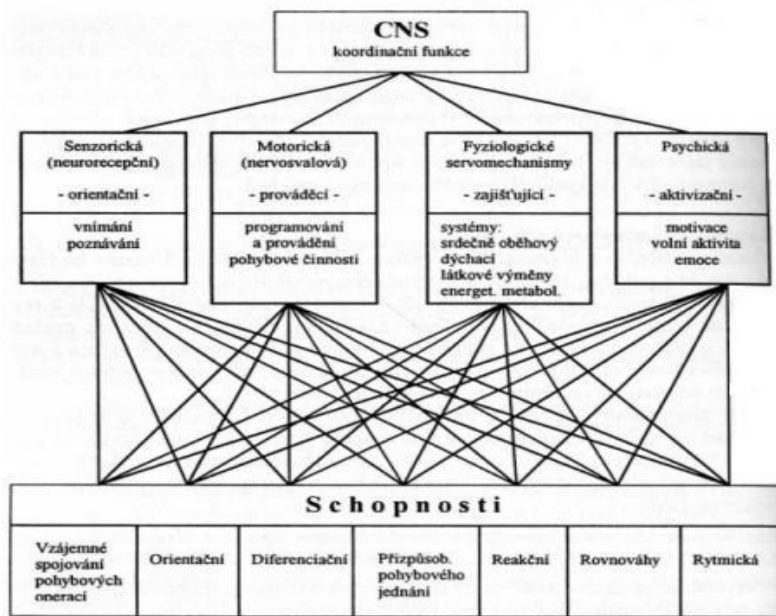 CNS
koordinační funkce
Senzorická
(neurorecepční)
- orientační -
vnímání
poznávání
Motorická
(nervosvalová)
- prováděcí -
programování
a provádění
pohybové činnosti
Fyziologické
servomechanismy
- zajišťující -
systémy:
srdečně oběhový
dýchací
látkové výměny
energet. metabol.
Psychická
- aktivizační -
motivace
volní aktivita
emoce
Schopnosti
Vzájemné
spojování
pohybových
operací
Orientační
Diferenciační
Přizpůsob.
pohybového
jednání
Reakční
Rovnováhy
Rytmická